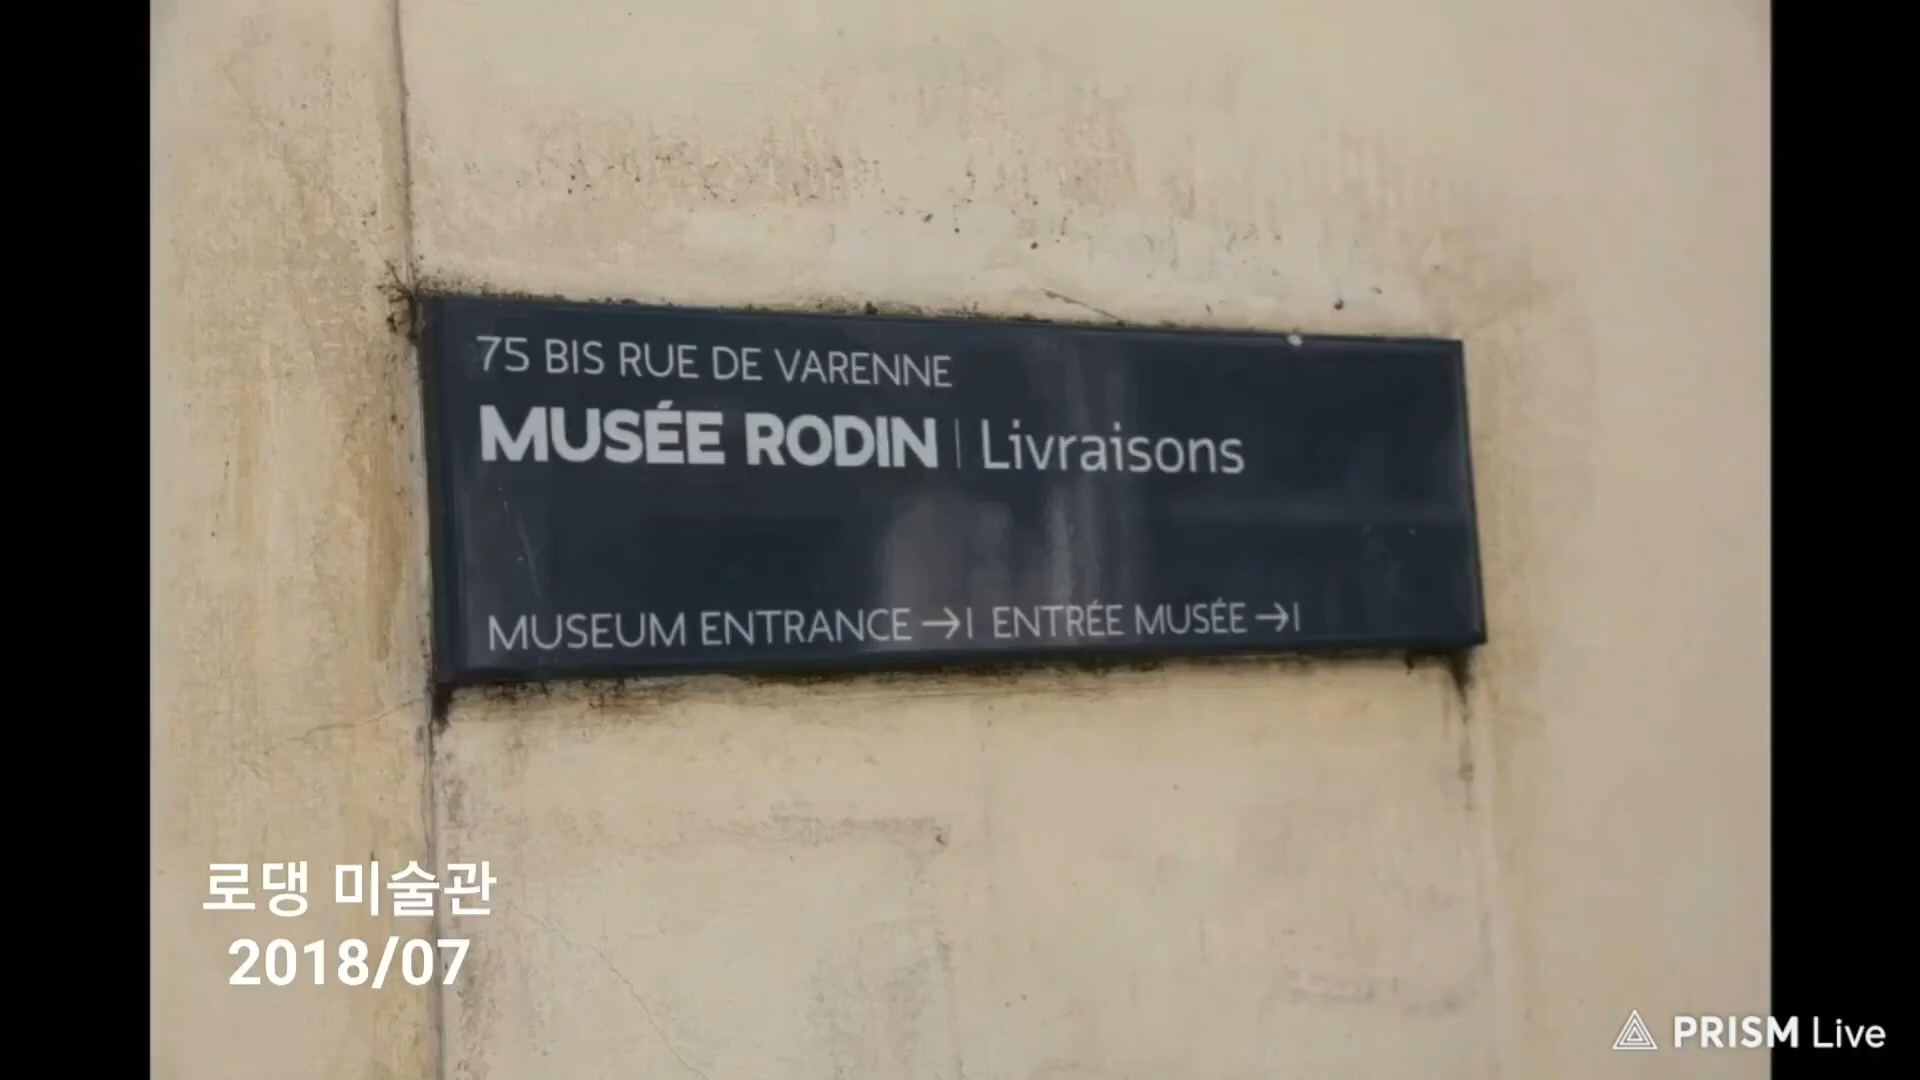 75 BIS RUE DE VARENNE
MUSÉE RODIN | Livraisons
MUSEUM ENTRANCE →| ENTRÉE MUSÉE →|
로댕 미술관
2018/07
PRISM Live